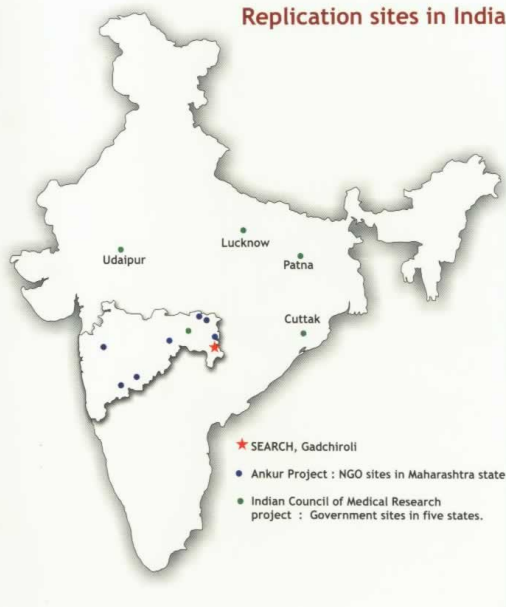 Replication sites in India
Lucknow
Udaipur
Patna
Cuttak
SEARCH, Gadchiroli
Ankur Project : NGO sites in Maharashtra state
Indian Council of Medical Research
project : Government sites in five states.